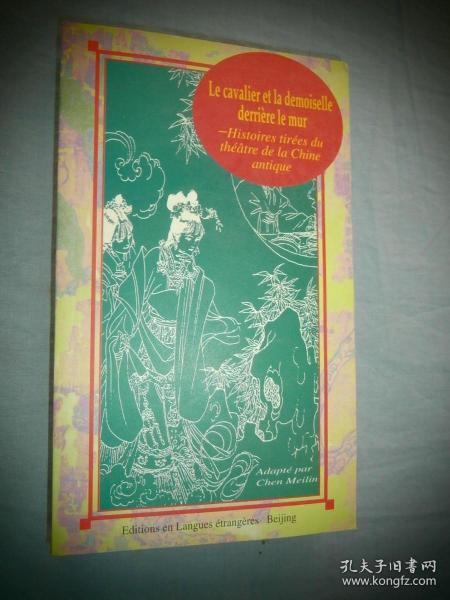 Le cavalier et la demoiselle
derrière le mur
—Histoires tirées du
théâtre de la Chine
antique
Adapté par
Chen Meilin
Editions en Langues étrangères Beijing
孔夫子旧书网
www.kongfz.com